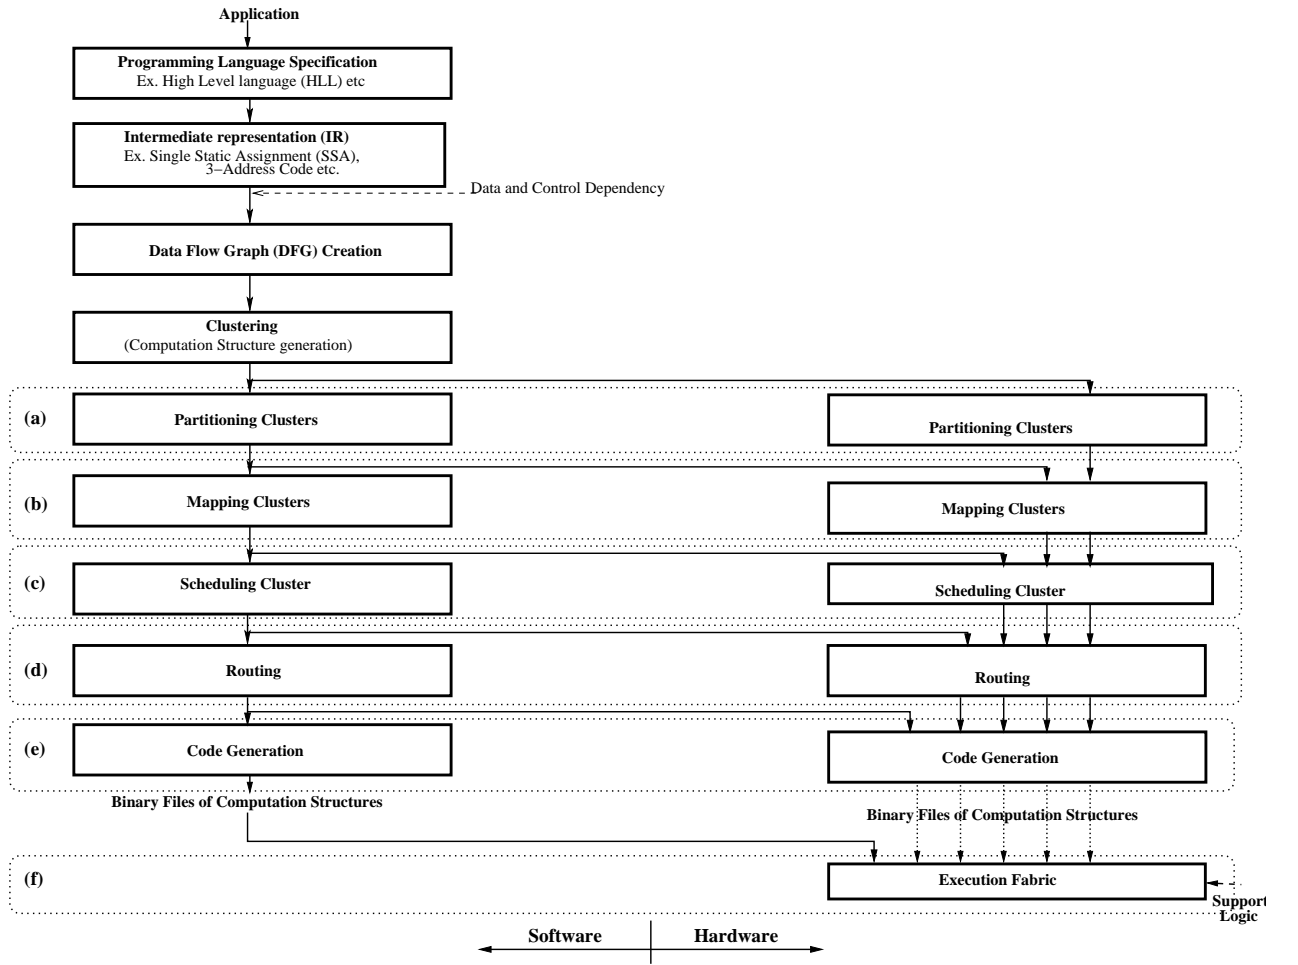 Application
Programming Language Specification
Ex. High Level language (HLL) etc
Intermediate representation (IR)
Ex. Single Static Assignment (SSA),
3−Address Code etc.
Data and Control Dependency
Data Flow Graph (DFG) Creation
Clustering
(Computation Structure generation)
(a)
Partitioning Clusters
Partitioning Clusters
(b)
Mapping Clusters
Mapping Clusters
(c)
Scheduling Cluster
Scheduling Cluster
(d)
Routing
Routing
(e)
Code Generation
Code Generation
Binary Files of Computation Structures
Binary Files of Computation Structures
(f)
Execution Fabric
Support
Logic
Software
Hardware